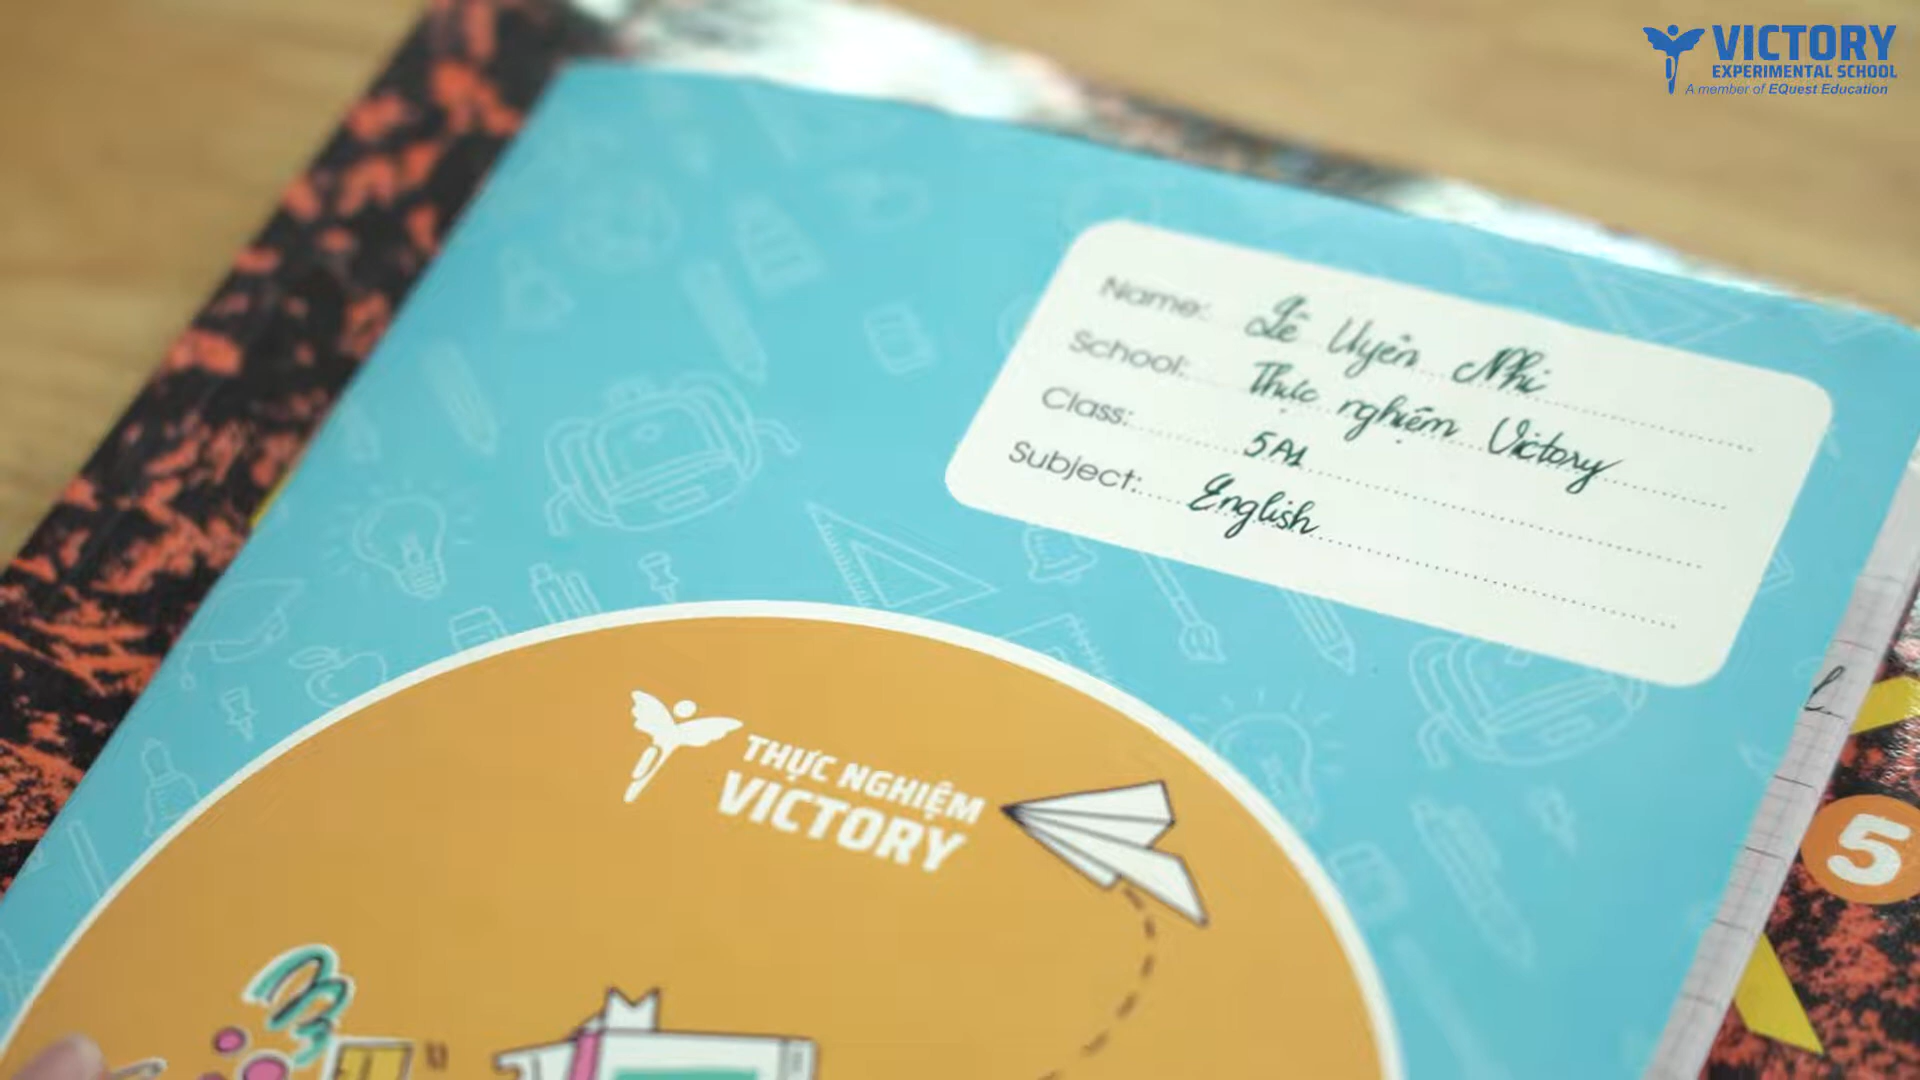 VICTORY
EXPERIMENTAL SCHOOL
A member of EQuest Education
Name: Lê Uyên Nhi
School: Thực nghiệm Victory
Class: 5A1
Subject: English
THỰC NGHIỆM
VICTORY
5